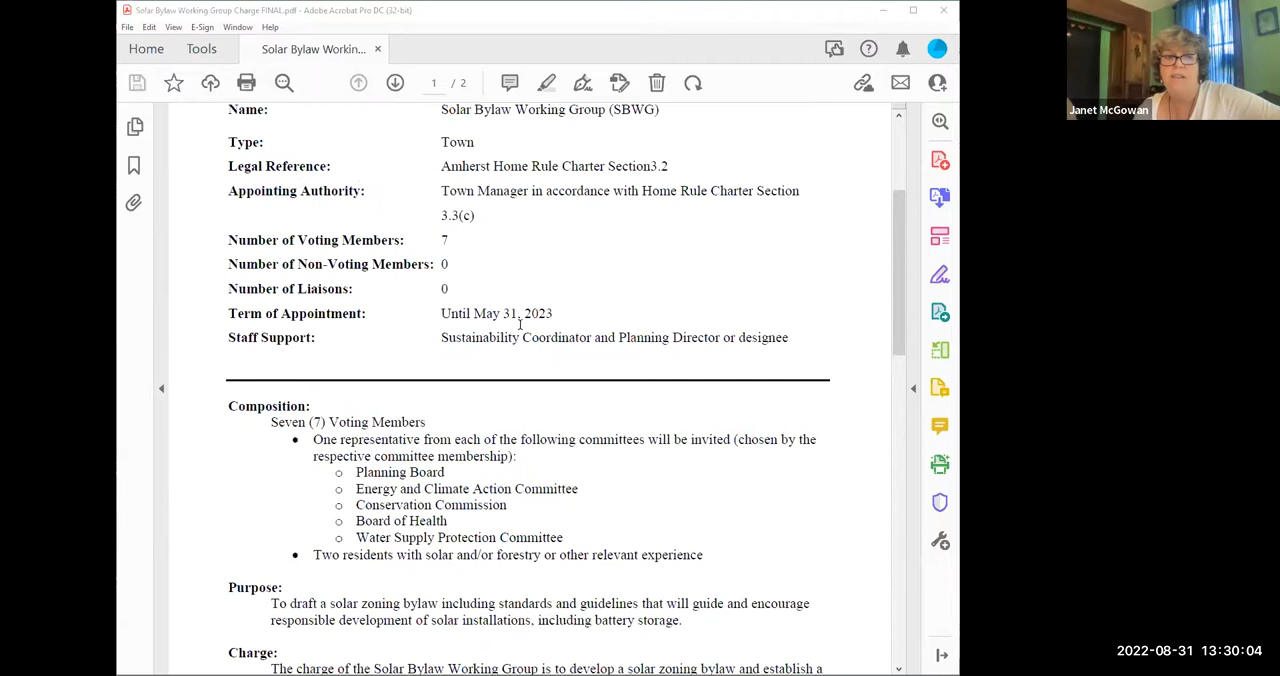 Solar Bylaw Working Group Charge FINAL.pdf - Adobe Acrobat Pro DC (32-bit)
File Edit View E-Sign Window Help
Home Tools Solar Bylaw Workin... ×
1 / 2
Name: Solar Bylaw Working Group (SBWG)
Type: Town
Legal Reference: Amherst Home Rule Charter Section3.2
Appointing Authority: Town Manager in accordance with Home Rule Charter Section
3.3(c)
Number of Voting Members: 7
Number of Non-Voting Members: 0
Number of Liaisons: 0
Term of Appointment: Until May 31, 2023
Staff Support: Sustainability Coordinator and Planning Director or designee
Composition:
Seven (7) Voting Members
• One representative from each of the following committees will be invited (chosen by the
respective committee membership):
o Planning Board
o Energy and Climate Action Committee
o Conservation Commission
o Board of Health
o Water Supply Protection Committee
• Two residents with solar and/or forestry or other relevant experience
Purpose:
To draft a solar zoning bylaw including standards and guidelines that will guide and encourage
responsible development of solar installations, including battery storage.
Charge:
The charge of the Solar Bylaw Working Group is to develop a solar zoning bylaw and establish a
Janet McGowan
2022-08-31 13:30:04